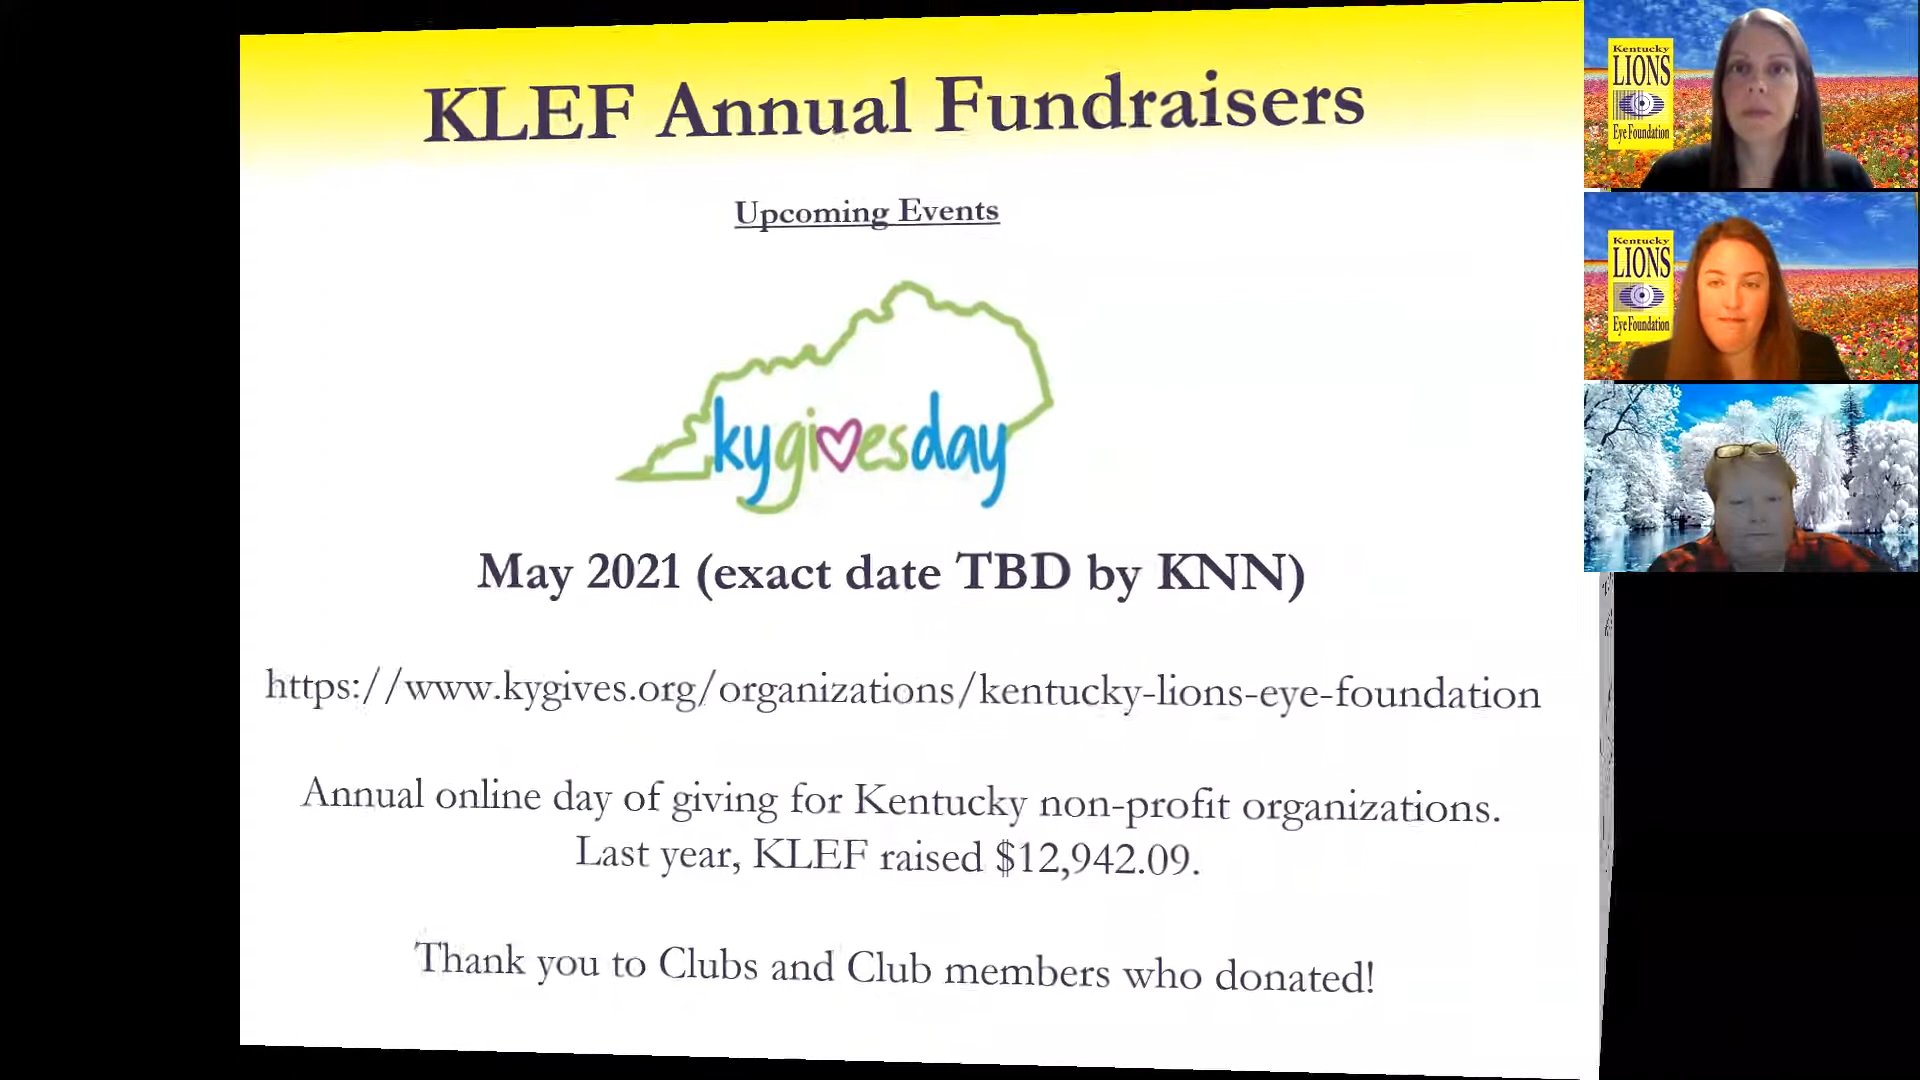 KLEF Annual Fundraisers
Upcoming Events
kygivesday
May 2021 (exact date TBD by KNN)
https://www.kygives.org/organizations/kentucky-lions-eye-foundation
Annual online day of giving for Kentucky non-profit organizations.
Last year, KLEF raised $12,942.09.
Thank you to Clubs and Club members who donated!
Kentucky
LIONS
Eye Foundation
Kentucky
LIONS
Eye Foundation